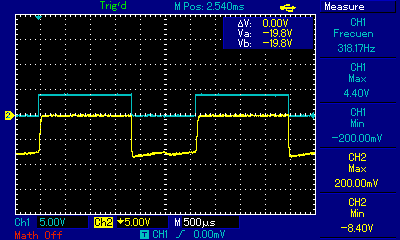 Trig'd M Pos: 2.540ms Measure
ΔV: 0.00V
Va: -19.8V
Vb: -19.8V
CH1
Frecuen
318.17Hz
CH1
Max
4.40V
CH1
Min
-200.00mV
CH2
Max
200.00mV
CH2
Min
-8.40V
2
Ch1 5.00V Ch2 5.00V M 500µs
Math Off T CH1 0.00mV